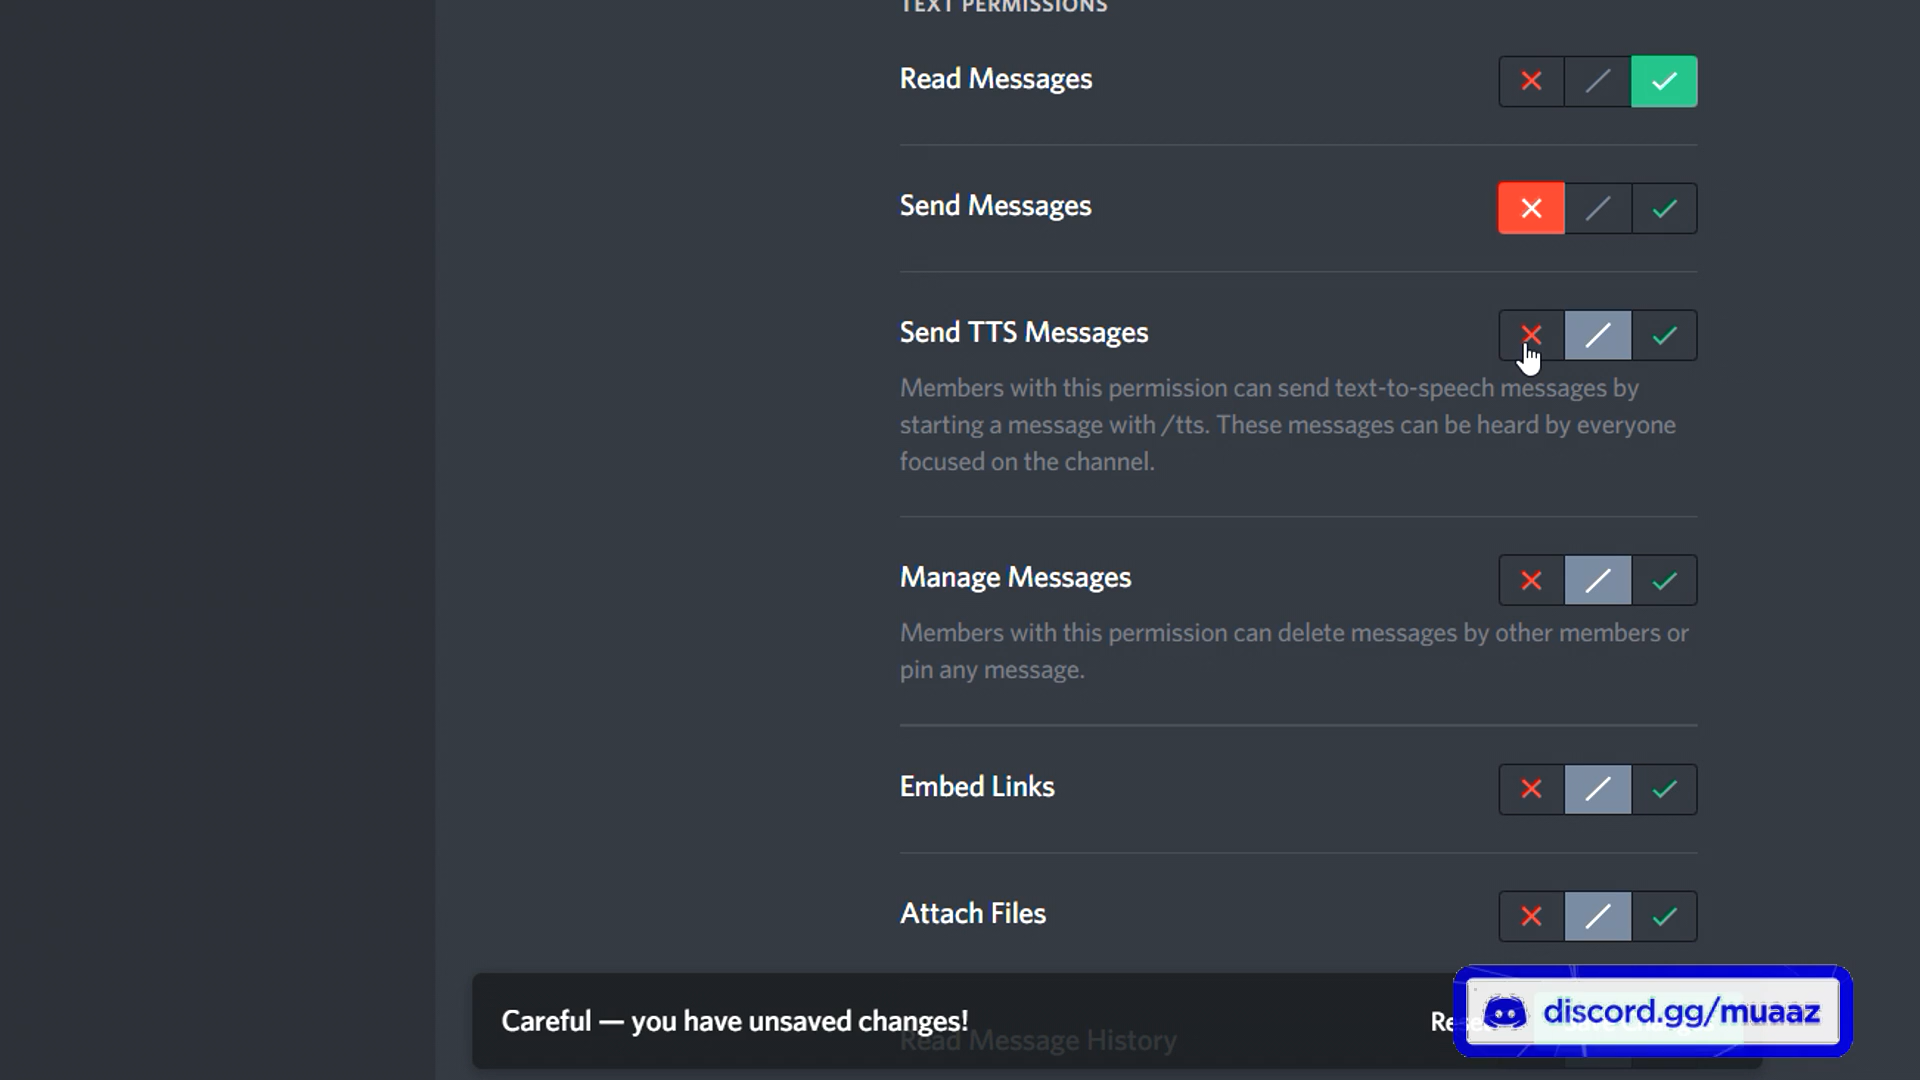 TEXT PERMISSIONS
Read Messages
Send Messages
Send TTS Messages
Members with this permission can send text-to-speech messages by
starting a message with /tts. These messages can be heard by everyone
focused on the channel.
Manage Messages
Members with this permission can delete messages by other members or
pin any message.
Embed Links
Attach Files
Careful — you have unsaved changes!
Read Message History
discord.gg/muaaz